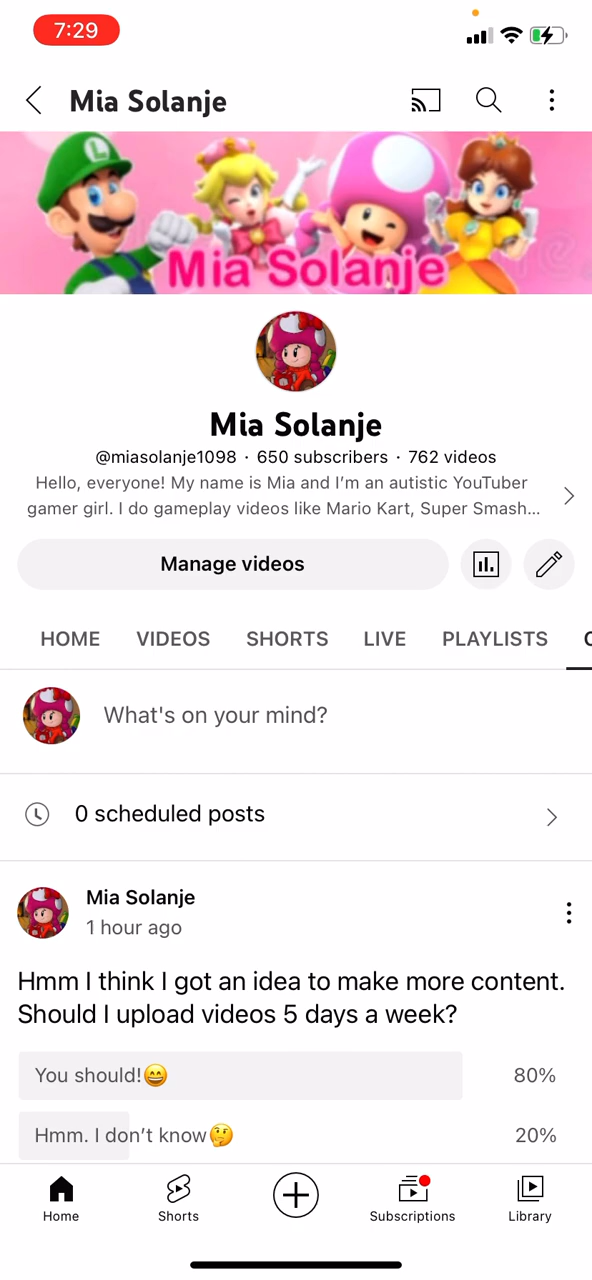 7:29
Mia Solanje
L
Mia Solanje
Mia Solanje
@miasolanje1098 · 650 subscribers · 762 videos
Hello, everyone! My name is Mia and I'm an autistic YouTuber
gamer girl. I do gameplay videos like Mario Kart, Super Smash...
Manage videos
HOME VIDEOS SHORTS LIVE PLAYLISTS
What's on your mind?
0 scheduled posts
Mia Solanje
1 hour ago
Hmm I think I got an idea to make more content.
Should I upload videos 5 days a week?
You should!😄 80%
Hmm. I don't know🤔 20%
Home Shorts Subscriptions Library